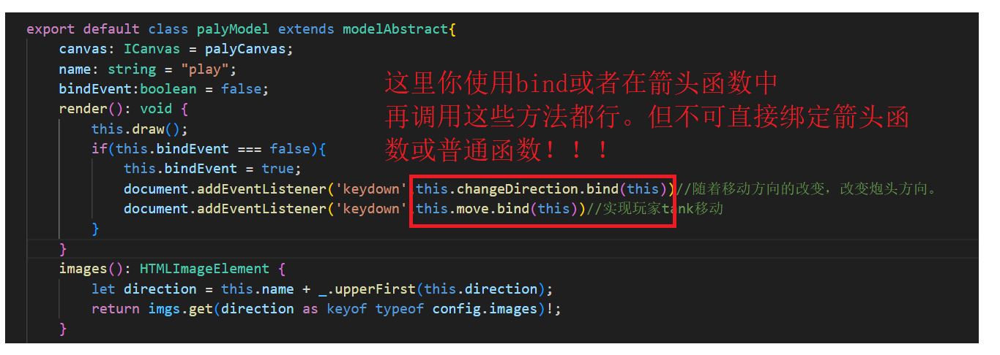 export default class palyModel extends modelAbstract{
canvas: ICanvas = palyCanvas;
name: string = "play";
bindEvent:boolean = false;
render(): void {
this.draw();
if(this.bindEvent === false){
this.bindEvent = true;
document.addEventListener('keydown',this.changeDirection.bind(this))//随着移动方向的改变，改变炮头方向。
document.addEventListener('keydown',this.move.bind(this))//实现玩家tank移动
}
}
images(): HTMLImageElement {
let direction = this.name + _.upperFirst(this.direction);
return imgs.get(direction as keyof typeof config.images)!;
}
这里你使用bind或者在箭头函数中
再调用这些方法都行。但不可直接绑定箭头函
数或普通函数！！！